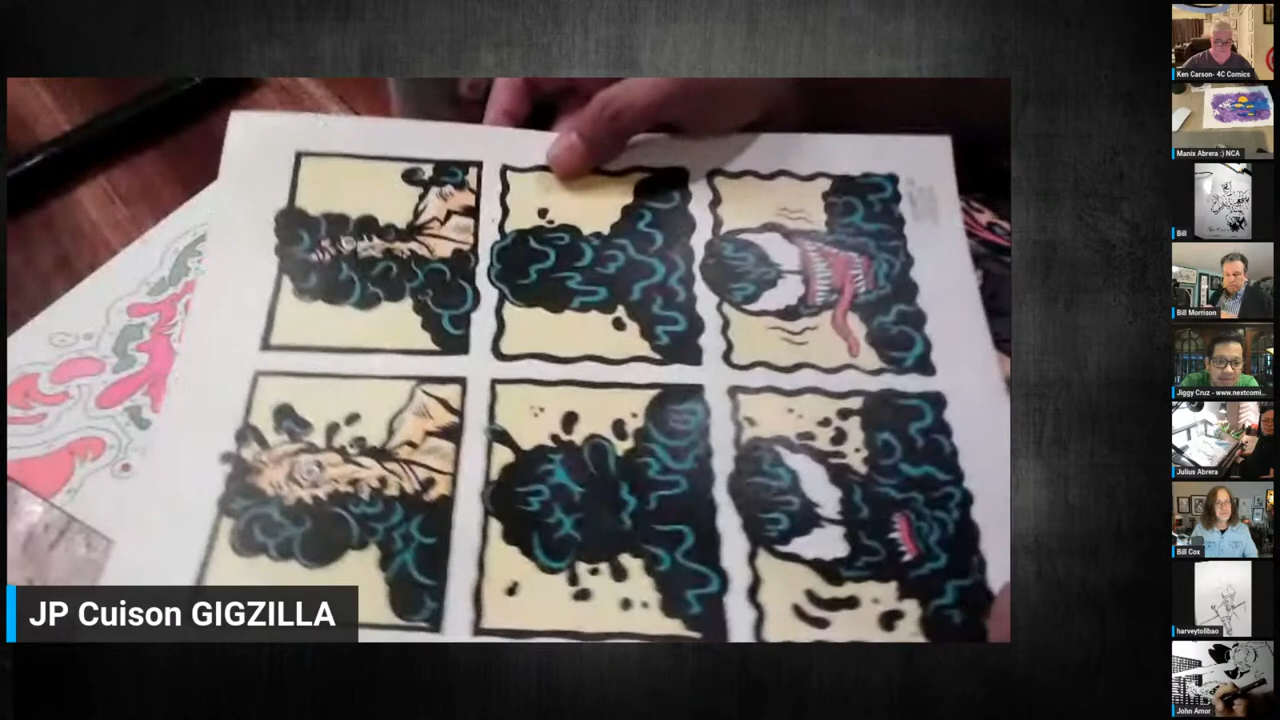 JP Cuison GIGZILLA
Ken Carson- 4C Comics
Manix Abrera :) NCA
Bill
Bill Morrison
Jiggy Cruz - www.nextcomi...
Julius Abrera
Bill Cox
harveytolibao
John Amor